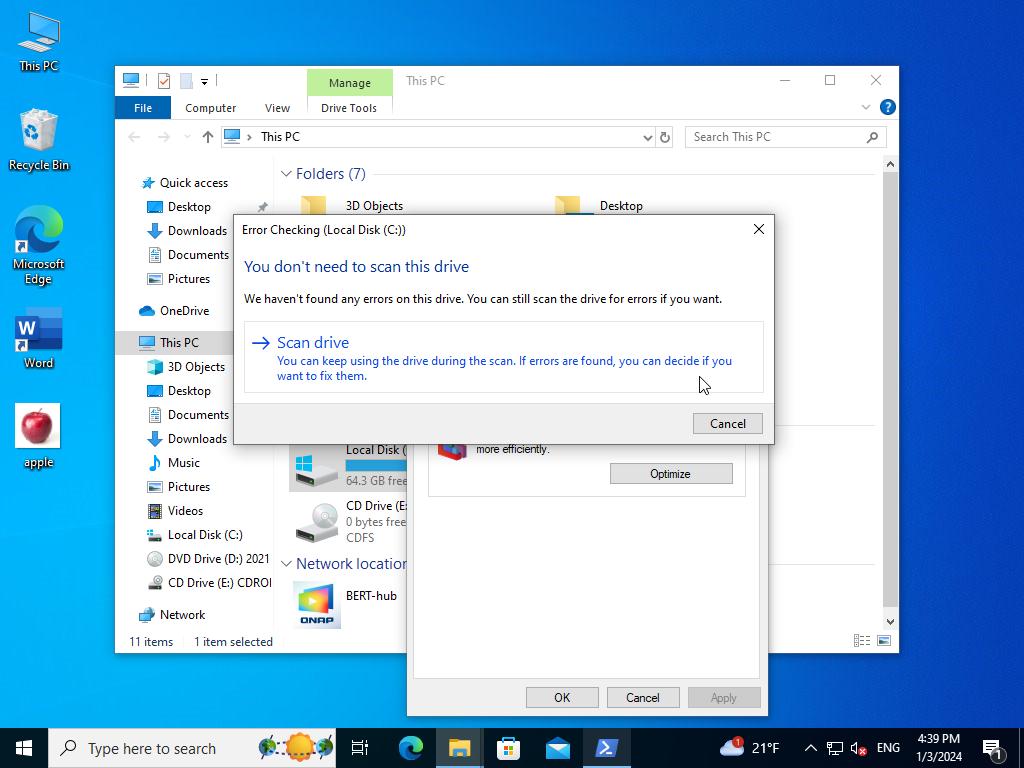 This PC
Recycle Bin
Microsoft
Edge
Word
apple
Manage
This PC
File
Computer
View
Drive Tools
This PC
Search This PC
Quick access
Desktop
Downloads
Documents
Pictures
OneDrive
This PC
3D Objects
Desktop
Documents
Downloads
Music
Pictures
Videos
Local Disk (C:)
DVD Drive (D:) 2021
CD Drive (E:) CDRO
Network
Folders (7)
3D Objects
Desktop
Error Checking (Local Disk (C:))
You don't need to scan this drive
We haven't found any errors on this drive. You can still scan the drive for errors if you want.
Scan drive
You can keep using the drive during the scan. If errors are found, you can decide if you
want to fix them.
Cancel
more efficiently.
Optimize
Local Disk (
64.3 GB free
CD Drive (E:
0 bytes free
CDFS
Network location
BERT-hub
QNAP
11 items
1 item selected
OK
Cancel
Apply
Type here to search
1
21°F
ENG
4:39 PM
1/3/2024
1